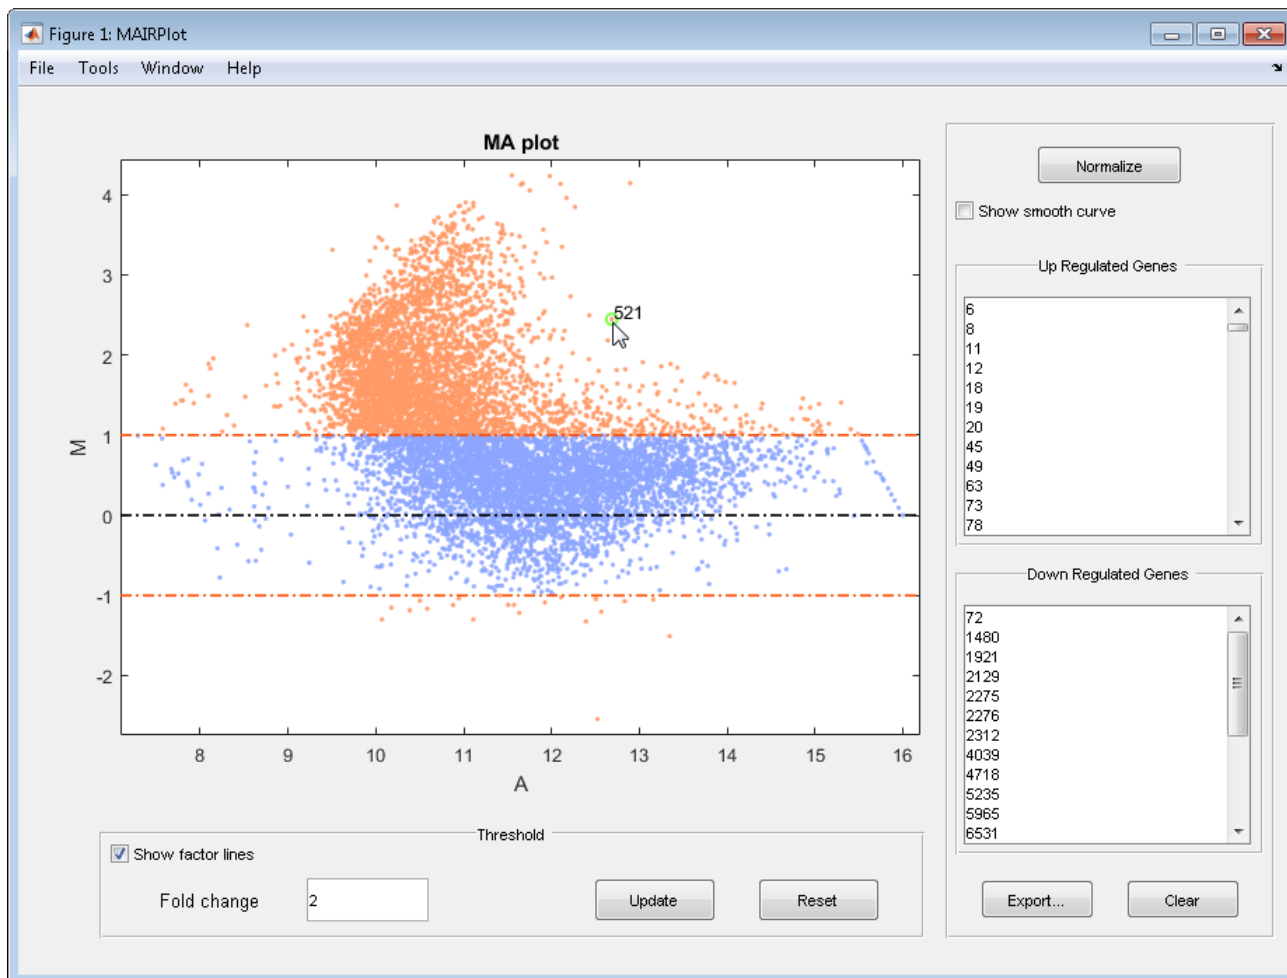 Figure 1: MAIRPlot
File Tools Window Help
MA plot
4
3
2
1
0
-1
-2
M
521
8 9 10 11 12 13 14 15 16
A
Threshold
Show factor lines
Fold change
2
Update
Reset
Normalize
Show smooth curve
Up Regulated Genes
6
8
11
12
18
19
20
45
49
63
73
78
Down Regulated Genes
72
1480
1921
2129
2275
2276
2312
4039
4718
5235
5965
6531
Export...
Clear